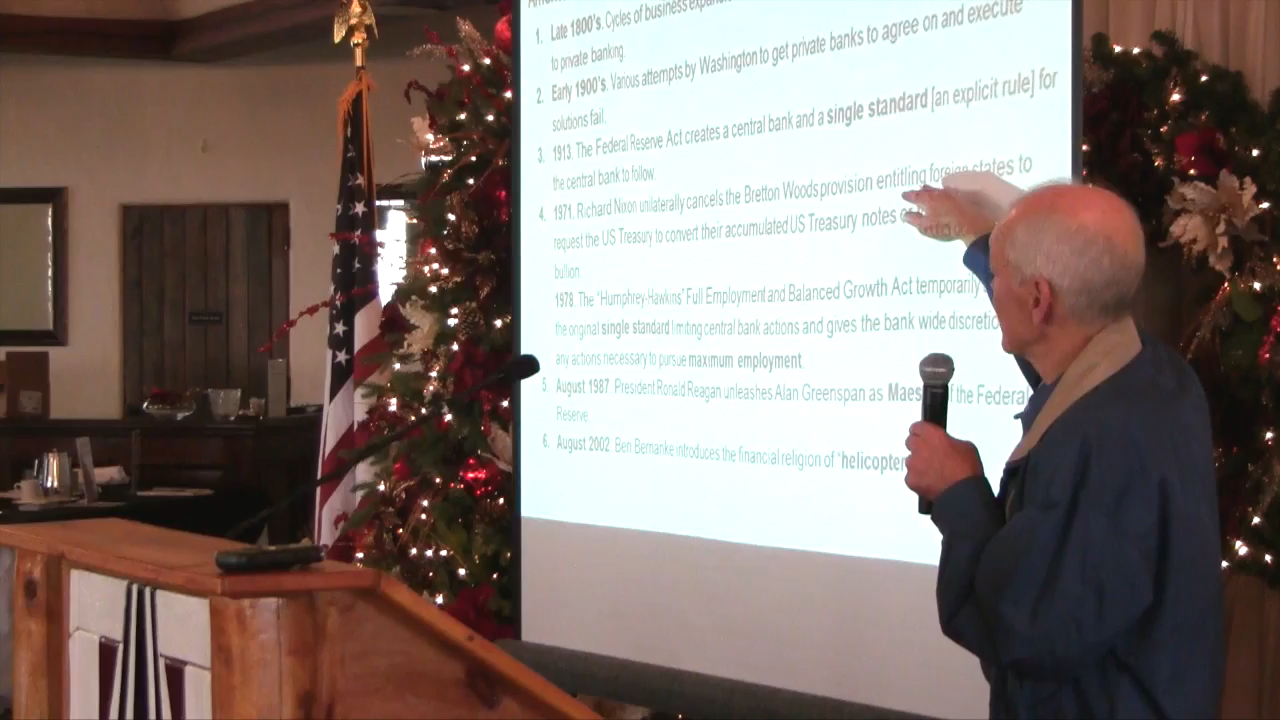 1. Late 1800's. Cycles of business
to private banking.
2. Early 1900's. Various attempts by Washington to get private banks to agree on and execute
solutions fail.
3. 1913. The Federal Reserve Act creates a central bank and a single standard [an explicit rule] for
the central bank to follow.
4. 1971. Richard Nixon unilaterally cancels the Bretton Woods provision entitling foreign states to
request the US Treasury to convert their accumulated US Treasury notes
bullion.
1978. The "Humphrey-Hawkins" Full Employment and Balanced Growth Act temporarily
the original single standard limiting central bank actions and gives the bank wide
any actions necessary to pursue maximum employment.
5. August 1987. President Ronald Reagan unleashes Alan Greenspan as of the Federal
Reserve.
6. August 2002. Ben Bernanke introduces the financial religion of "helicopter